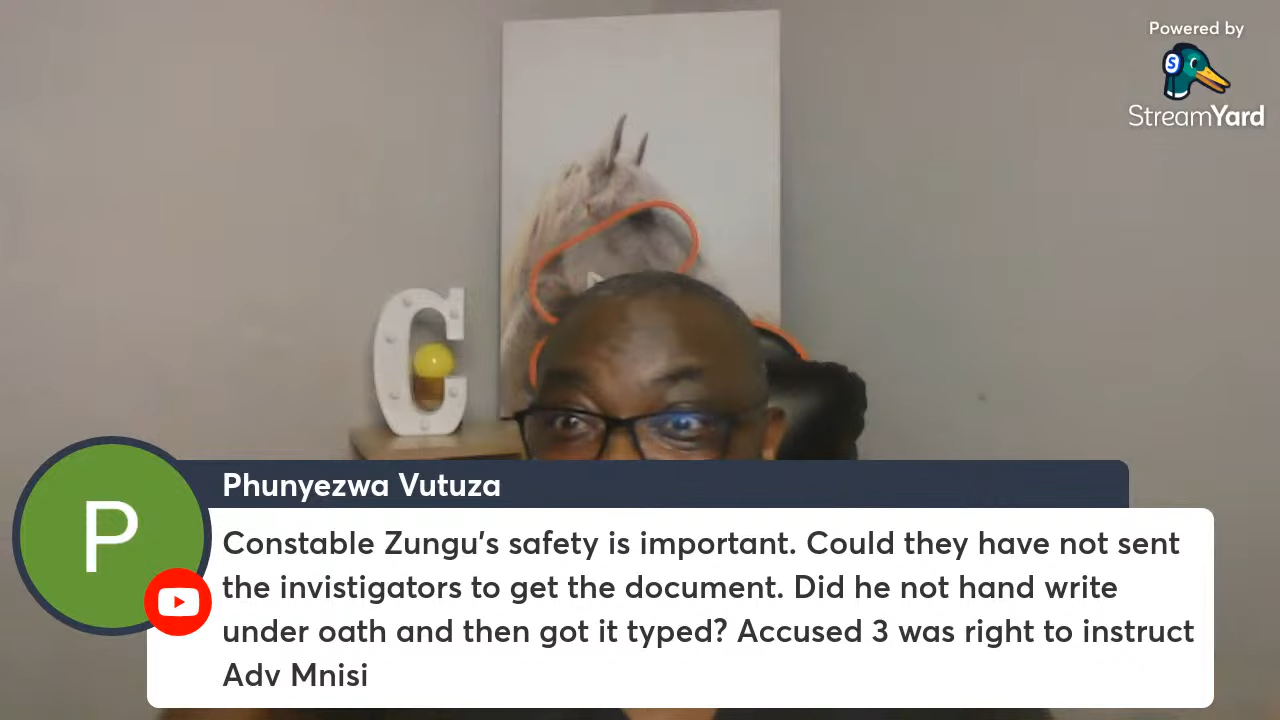 Powered by
S
StreamYard
C
P
Phunyezwa Vutuza
Constable Zungu’s safety is important. Could they have not sent
the invistigators to get the document. Did he not hand write
under oath and then got it typed? Accused 3 was right to instruct
Adv Mnisi